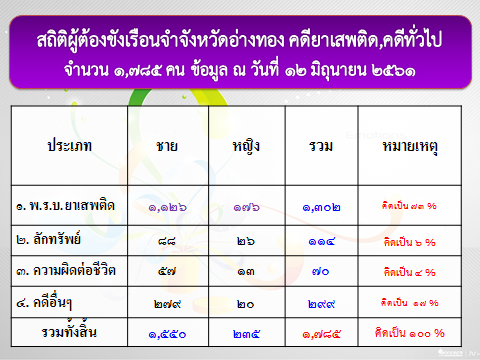 สถิติผู้ต้องขังเรือนจำจังหวัดอ่างทอง คดียาเสพติด,คดีทั่วไป
จำนวน ๑,๗๘๕ คน ข้อมูล ณ วันที่ ๑๒ มิถุนายน ๒๕๖๑
ประเภท ชาย หญิง รวม หมายเหตุ
๑. พ.ร.บ.ยาเสพติด ๑,๑๒๖ ๑๗๖ ๑,๓๐๒ คิดเป็น ๗๓ %
๒. ลักทรัพย์ ๘๘ ๒๖ ๑๑๔ คิดเป็น ๖ %
๓. ความผิดต่อชีวิต ๕๗ ๑๓ ๗๐ คิดเป็น ๔ %
๔. คดีอื่นๆ ๒๗๙ ๒๐ ๒๙๙ คิดเป็น ๑๗ %
รวมทั้งสิ้น ๑,๕๕๐ ๒๓๕ ๑,๗๘๕ คิดเป็น ๑๐๐ %